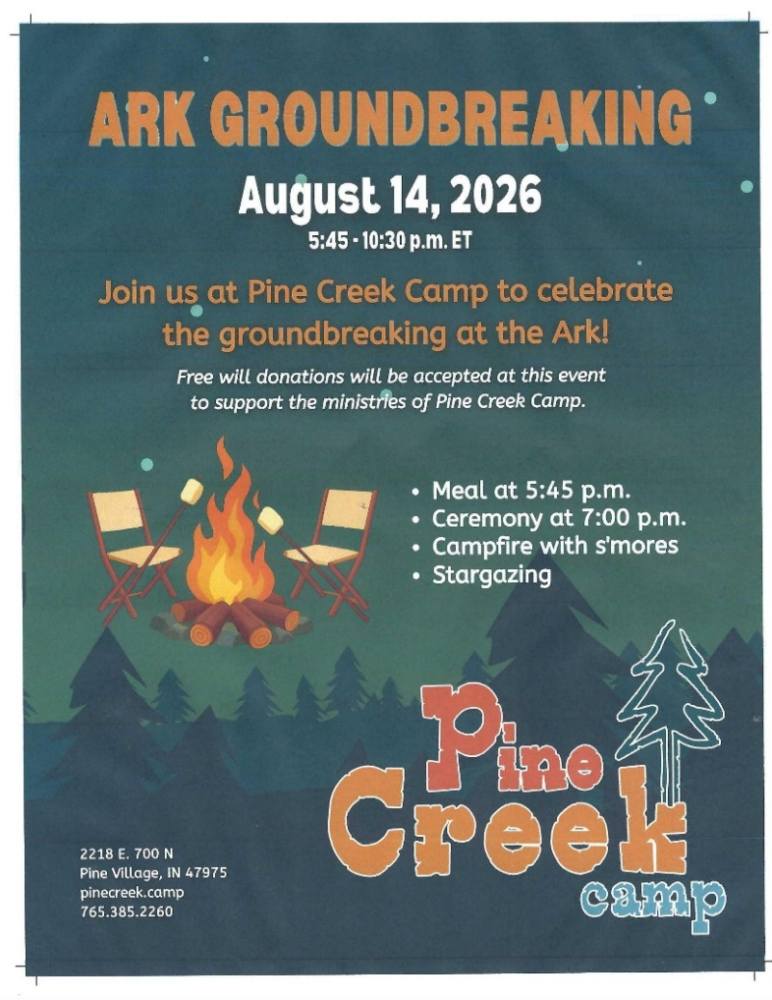 ARK GROUNDBREAKING
August 14, 2026
5:45 - 10:30 p.m. ET
Join us at Pine Creek Camp to celebrate
the groundbreaking at the Ark!
Free will donations will be accepted at this event
to support the ministries of Pine Creek Camp.
• Meal at 5:45 p.m.
• Ceremony at 7:00 p.m.
• Campfire with s'mores
• Stargazing
Pine
Creek
camp
2218 E. 700 N
Pine Village, IN 47975
pinecreek.camp
765.385.2260